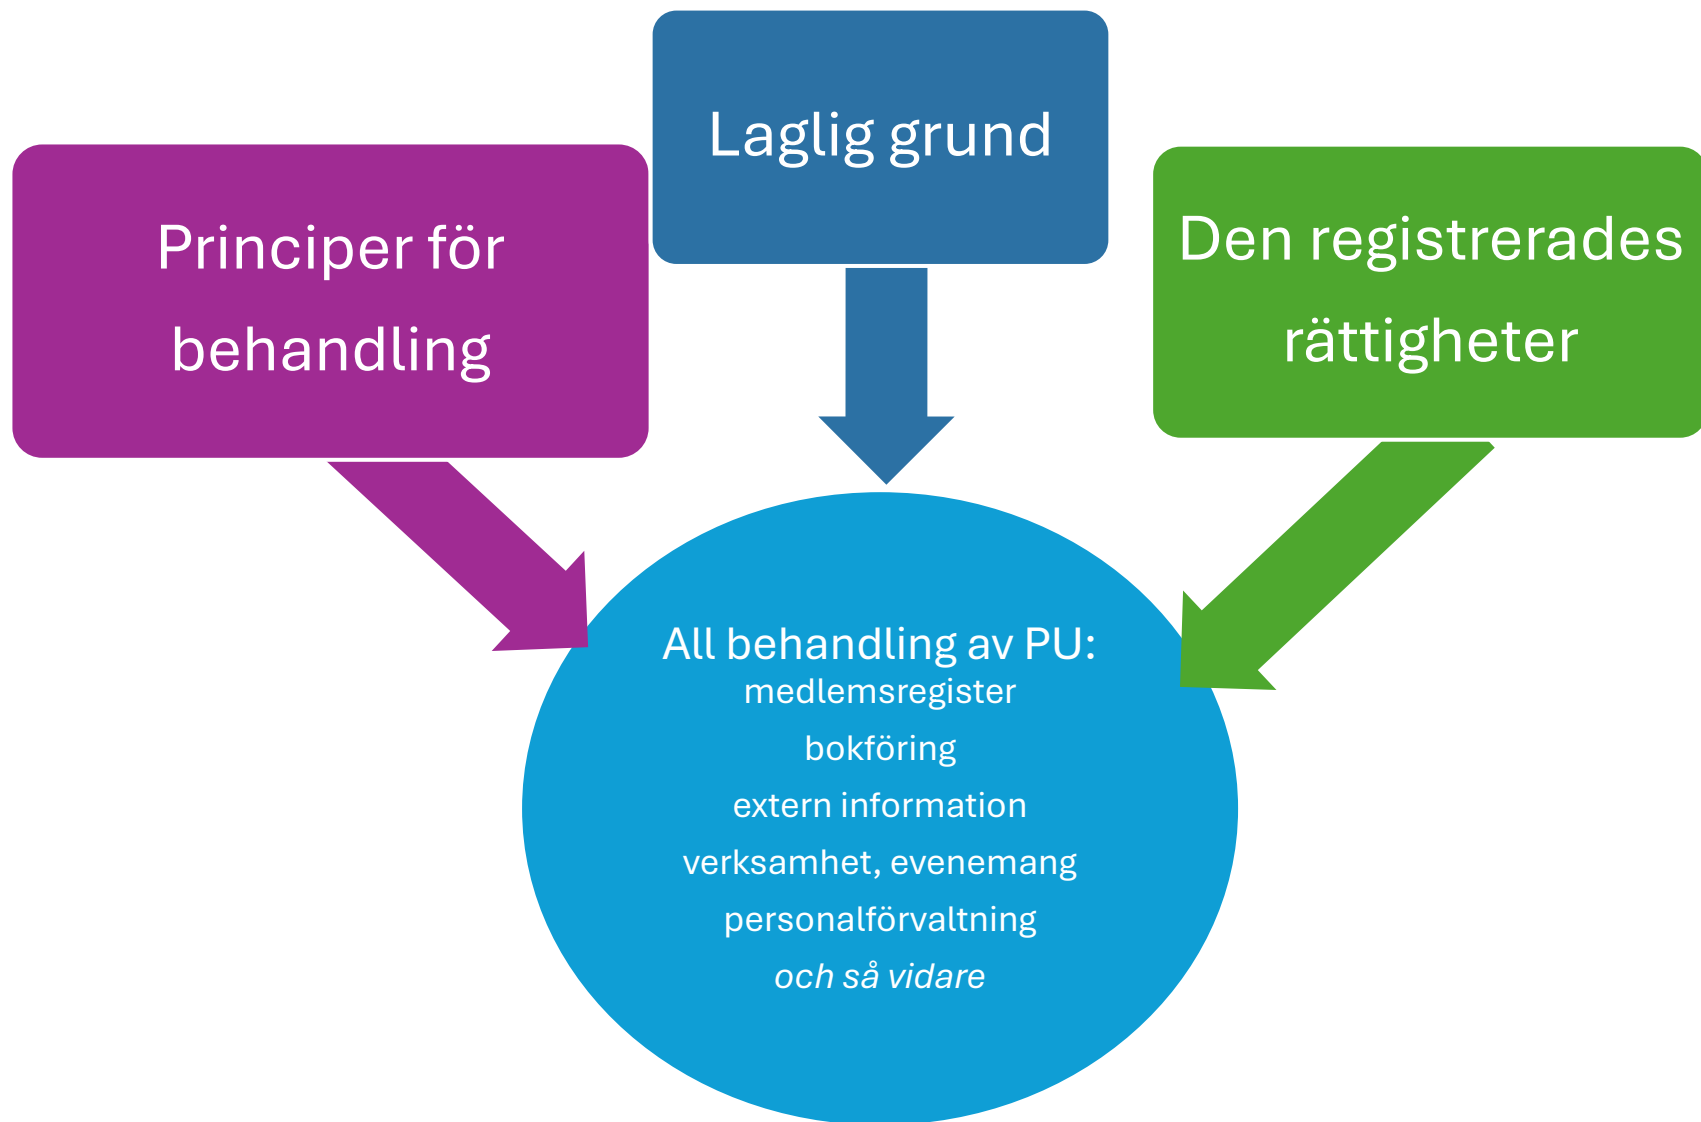 Laglig grund
Principer för
behandling
Den registrerades
rättigheter
All behandling av PU:
medlemsregister
bokföring
extern information
verksamhet, evenemang
personalförvaltning
och så vidare